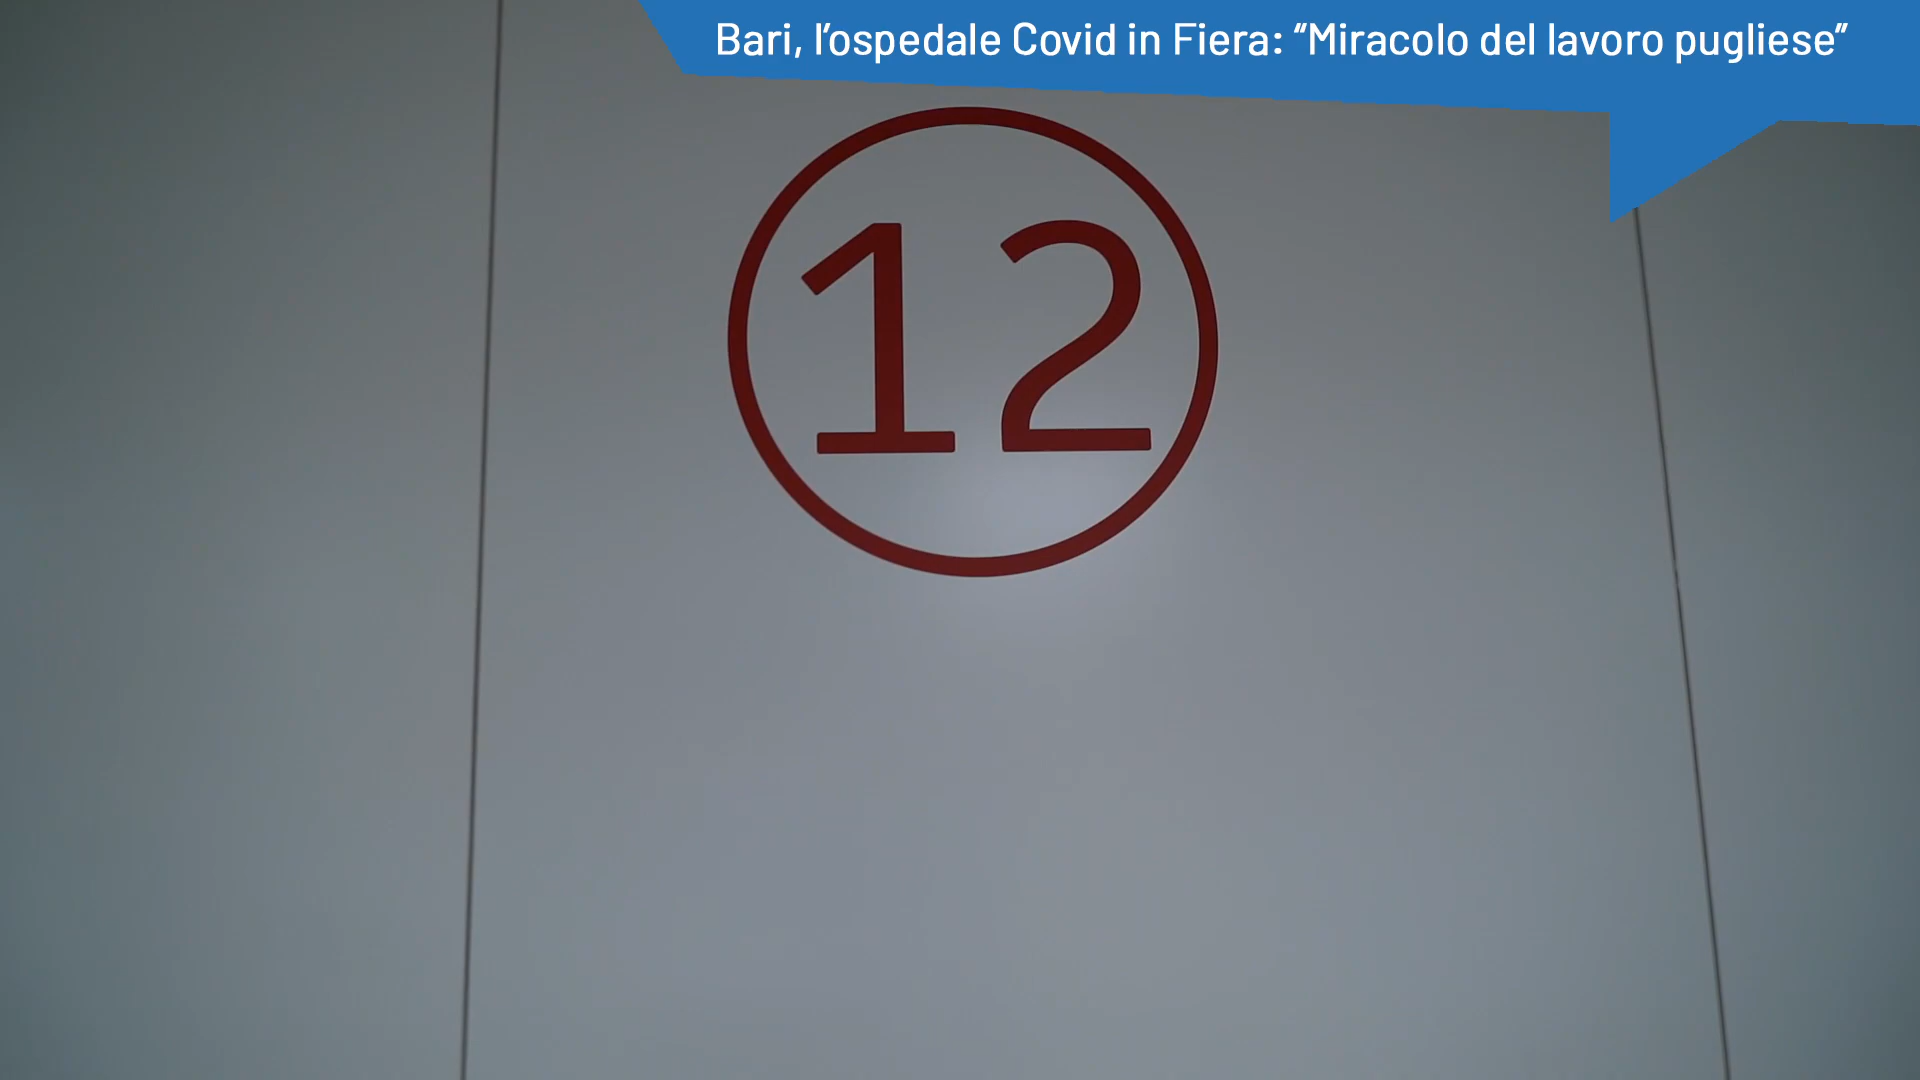 Bari, l’ospedale Covid in Fiera: “Miracolo del lavoro pugliese”
12